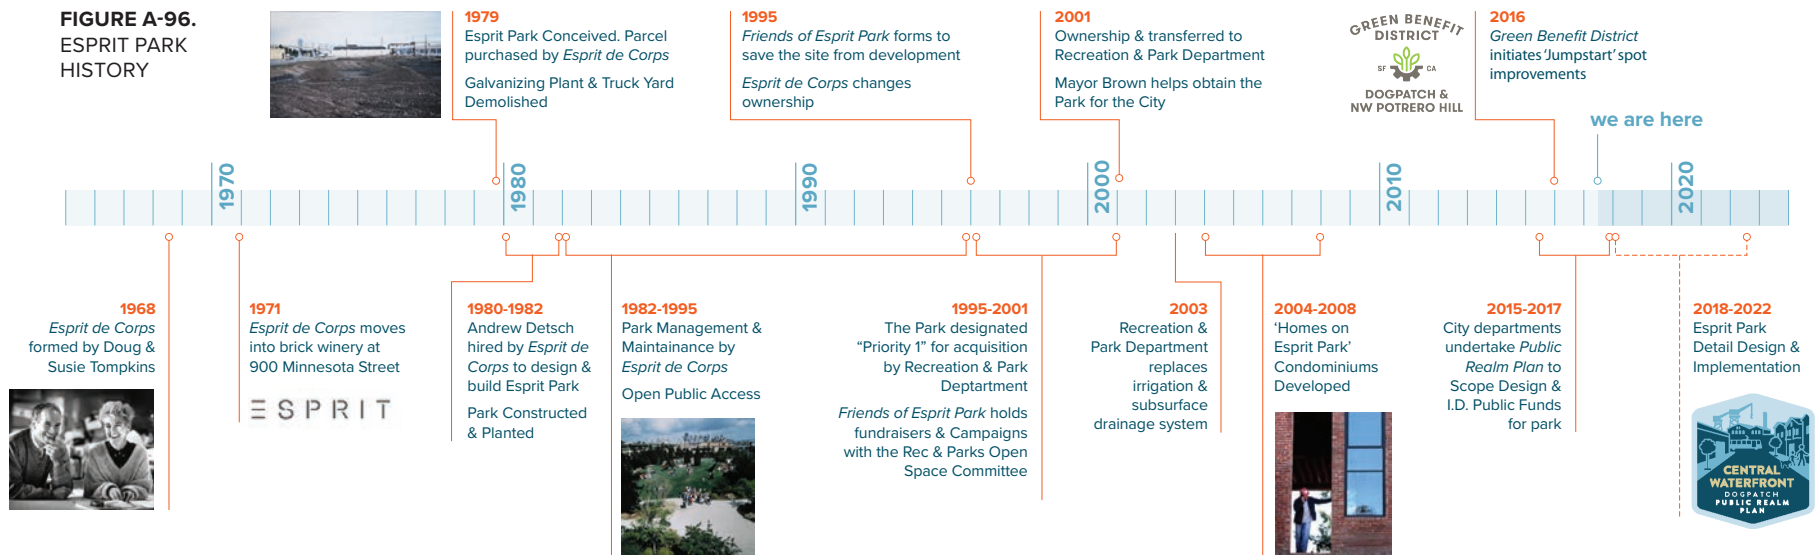 FIGURE A-96.
ESPRIT PARK
HISTORY
1979
Esprit Park Conceived. Parcel
purchased by Esprit de Corps
Galvanizing Plant & Truck Yard
Demolished
1995
Friends of Esprit Park forms to
save the site from development
Esprit de Corps changes
ownership
2001
Ownership & transferred to
Recreation & Park Department
Mayor Brown helps obtain the
Park for the City
GREEN BENEFIT
DISTRICT
SF CA
DOGPATCH &
NW POTRERO HILL
2016
Green Benefit District
initiates 'Jumpstart' spot
improvements
we are here
1970
1980
1990
2000
2010
2020
1968
Esprit de Corps
formed by Doug &
Susie Tompkins
1971
Esprit de Corps moves
into brick winery at
900 Minnesota Street
ESPRIT
1980-1982
Andrew Detsch
hired by Esprit de
Corps to design &
build Esprit Park
Park Constructed
& Planted
1982-1995
Park Management &
Maintainance by
Esprit de Corps
Open Public Access
1995-2001
The Park designated
“Priority 1” for acquisition
by Recreation & Park
Deptartment
Friends of Esprit Park holds
fundraisers & Campaigns
with the Rec & Parks Open
Space Committee
2003
Recreation &
Park Department
replaces
irrigation &
subsurface
drainage system
2004-2008
‘Homes on
Esprit Park’
Condominiums
Developed
2015-2017
City departments
undertake Public
Realm Plan to
Scope Design &
I.D. Public Funds
for park
2018-2022
Esprit Park
Detail Design &
Implementation
CENTRAL
WATERFRONT
DOGPATCH
PUBLIC REALM
PLAN